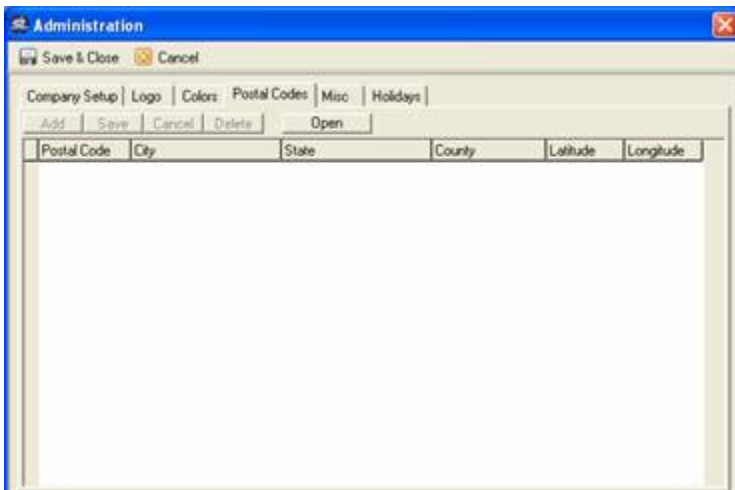 Administration
Save & Close Cancel
Company Setup Logo Colors Postal Codes Misc Holidays
Add Save Cancel Delete Open
Postal Code City State County Latitude Longitude